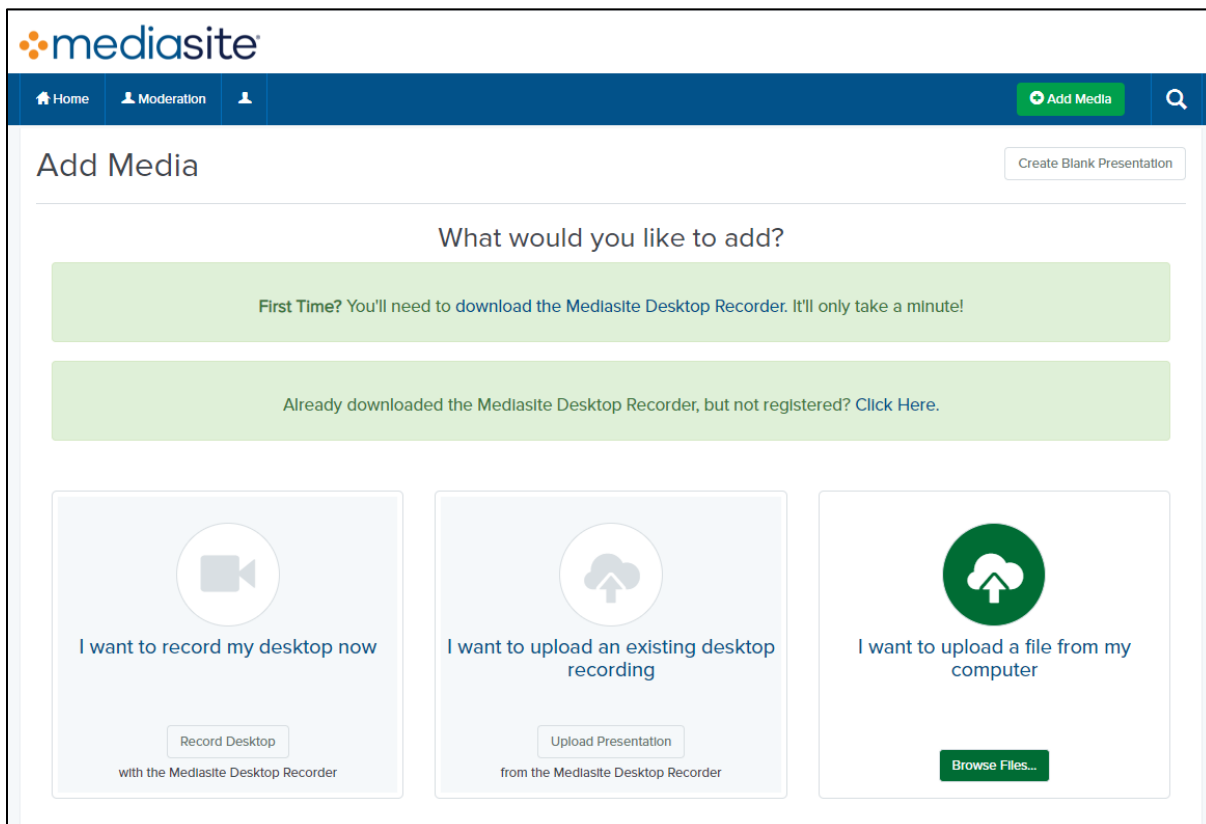 mediasite
Home Moderation Add Media
Add Media Create Blank Presentation
What would you like to add?
First Time? You'll need to download the Mediasite Desktop Recorder. It'll only take a minute!
Already downloaded the Mediasite Desktop Recorder, but not registered? Click Here.
I want to record my desktop now
Record Desktop
with the Mediasite Desktop Recorder
I want to upload an existing desktop
recording
Upload Presentation
from the Mediasite Desktop Recorder
I want to upload a file from my
computer
Browse Files...